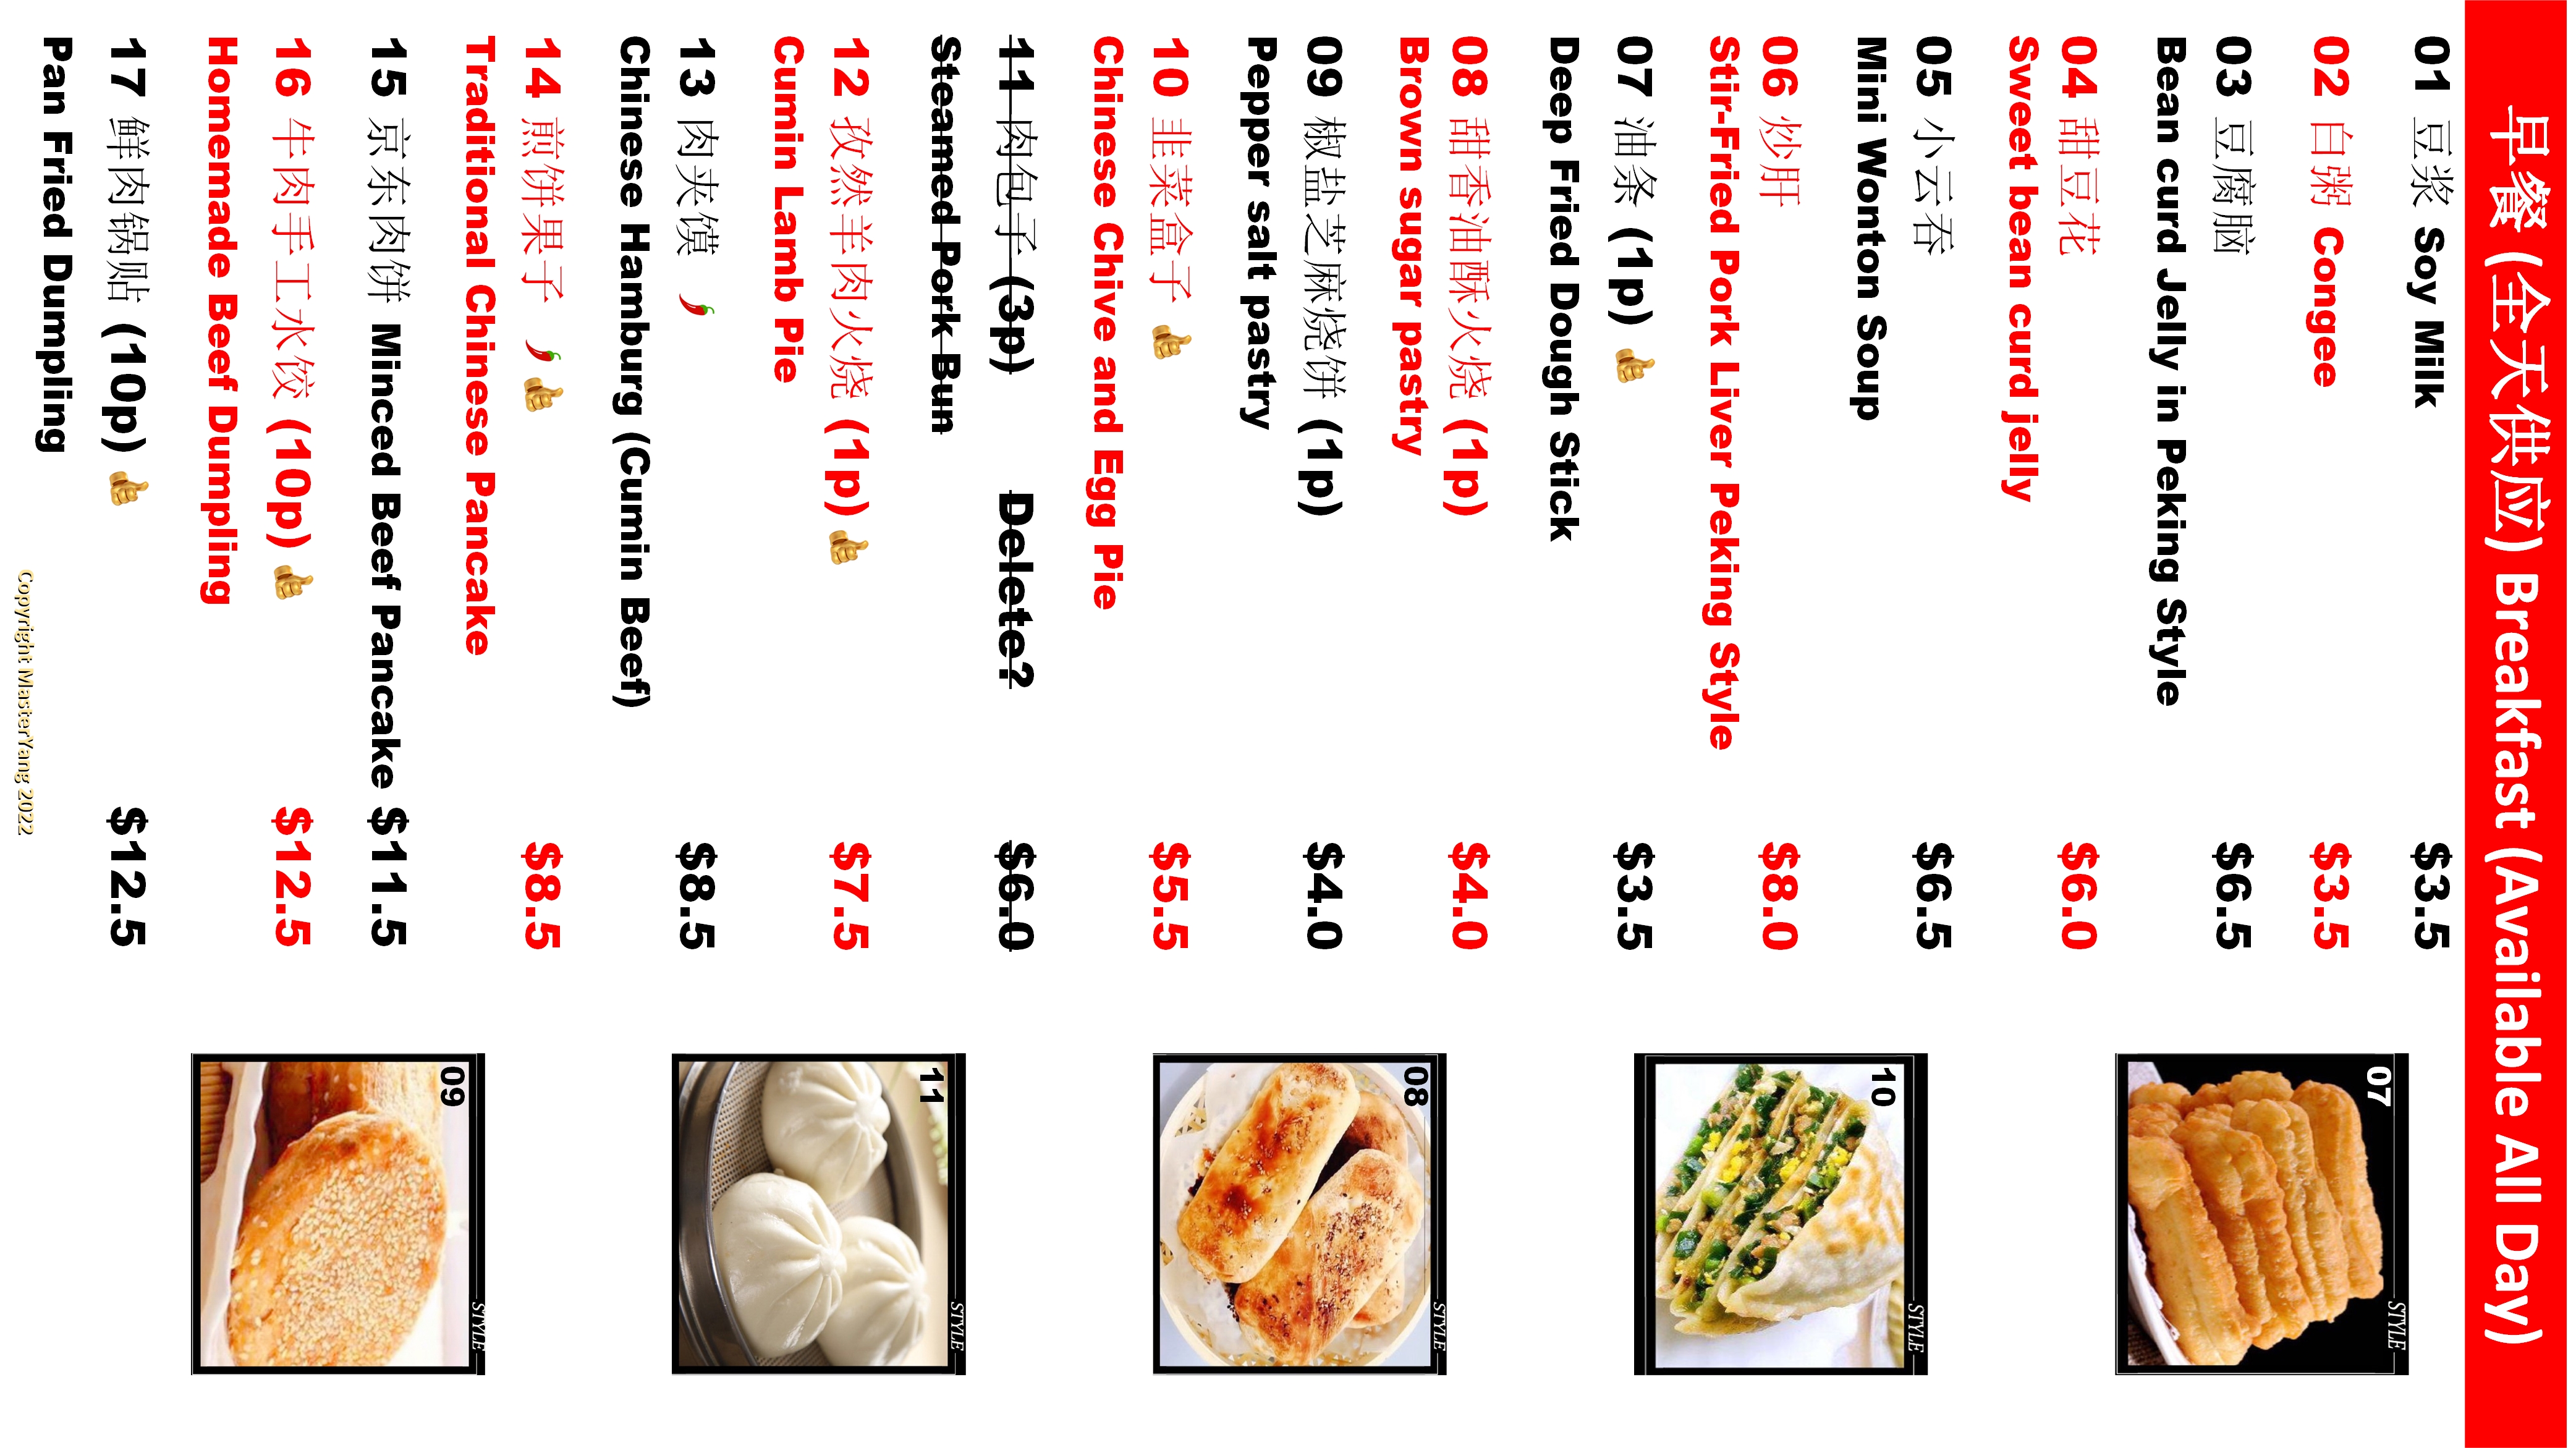 早餐 (全天供应) Breakfast (Available All Day)
01 豆浆 Soy Milk $3.5
02 白粥 Congee $3.5
03 豆腐脑 $6.5
Bean curd Jelly in Peking Style
04 甜豆花 $6.0
Sweet bean curd jelly
05 小云吞 $6.5
Mini Wonton Soup
06 炒肝 $8.0
Stir-Fried Pork Liver Peking Style
07 油条 (1p) 👍 $3.5
Deep Fried Dough Stick
08 甜香油酥火烧 (1p) $4.0
Brown sugar pastry
09 椒盐芝麻烧饼 (1p) $4.0
Pepper salt pastry
10 韭菜盒子 👍 $5.5
Chinese Chive and Egg Pie
11 肉包子 (3p) Delete? $6.0
Steamed Pork Bun
12 孜然羊肉火烧 (1p) 👍 $7.5
Cumin Lamb Pie
13 肉夹馍 🌶 $8.5
Chinese Hamburg (Cumin Beef)
14 煎饼果子 🌶👍 $8.5
Traditional Chinese Pancake
15 京东肉饼 Minced Beef Pancake $11.5
16 牛肉手工水饺 (10p) 👍 $12.5
Homemade Beef Dumpling
17 鲜肉锅贴 (10p) 👍 $12.5
Pan Fried Dumpling
Copyright MasterYang 2022
07
STYLE
10
STYLE
08
STYLE
11
STYLE
09
STYLE